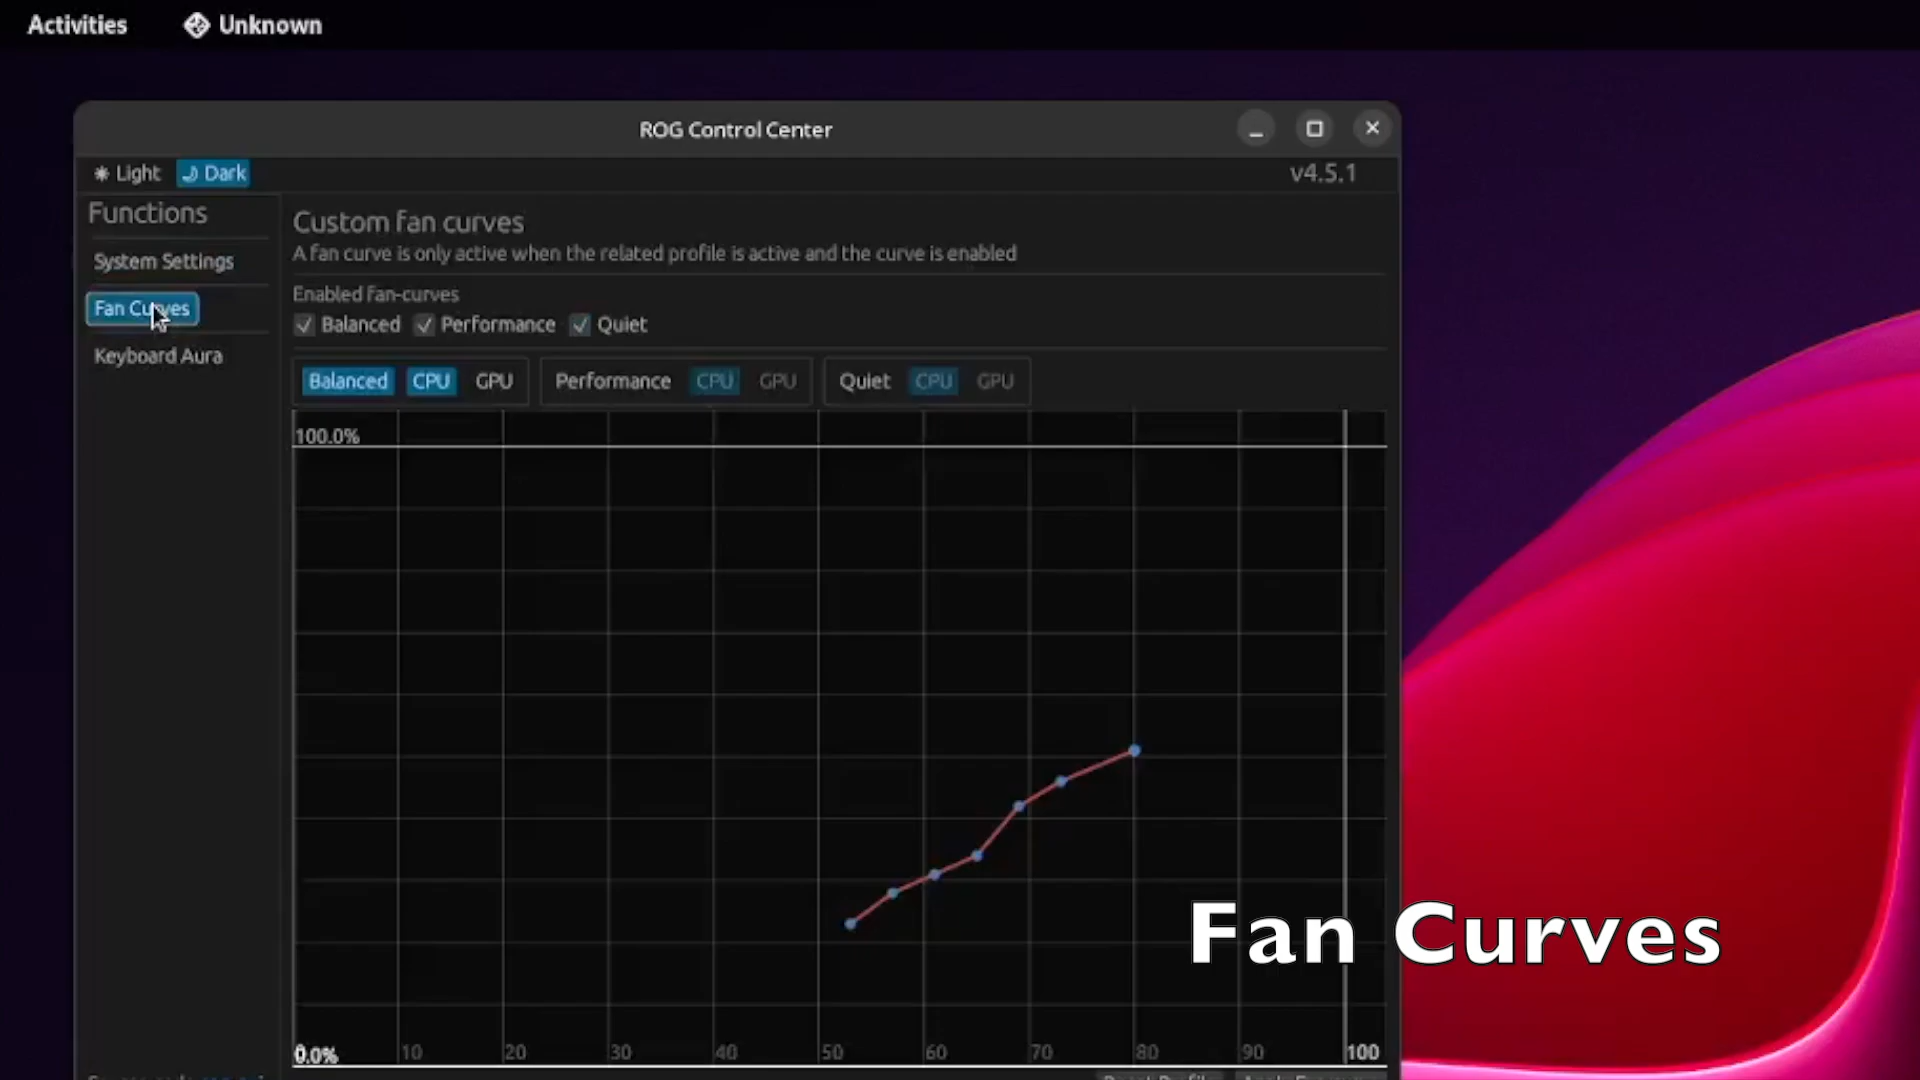 Activities Unknown
ROG Control Center
Light Dark v4.5.1
Functions
System Settings
Fan Curves
Keyboard Aura
Custom fan curves
A fan curve is only active when the related profile is active and the curve is enabled
Enabled fan-curves
Balanced Performance Quiet
Balanced CPU GPU Performance CPU GPU Quiet CPU GPU
100.0%
0.0% 10 20 30 40 50 60 70 80 90 100
Fan Curves